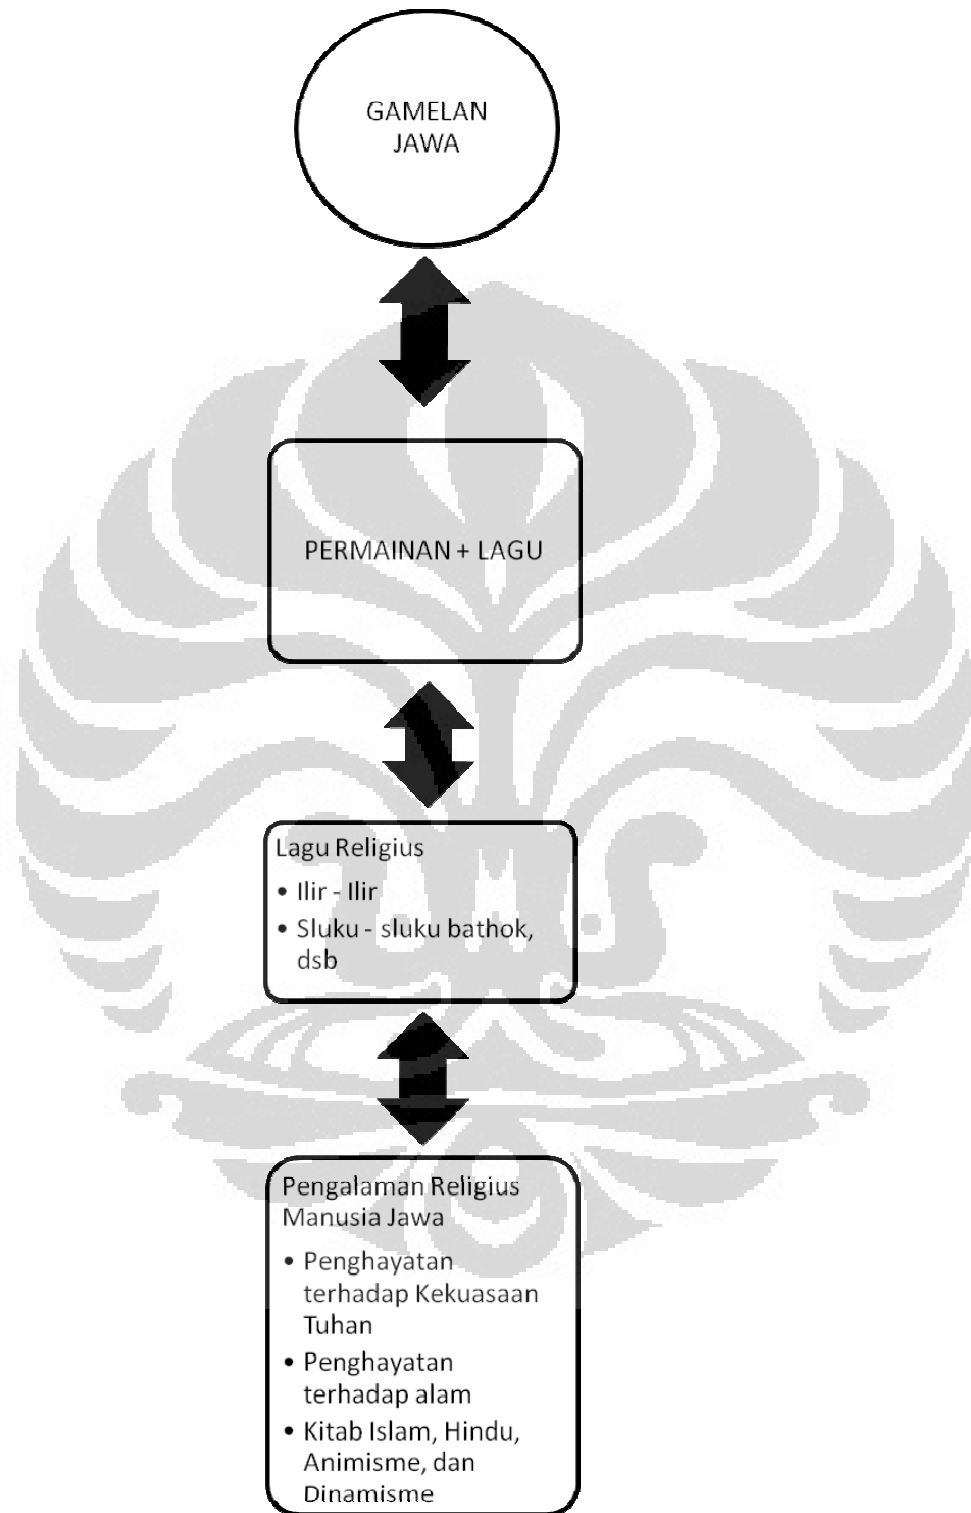 GAMELAN
JAWA
PERMAINAN + LAGU
Lagu Religius
• Ilir - Ilir
• Sluku - sluku bathok,
dsb
Pengalaman Religius
Manusia Jawa
• Penghayatan
terhadap Kekuasaan
Tuhan
• Penghayatan
terhadap alam
• Kitab Islam, Hindu,
Animisme, dan
Dinamisme